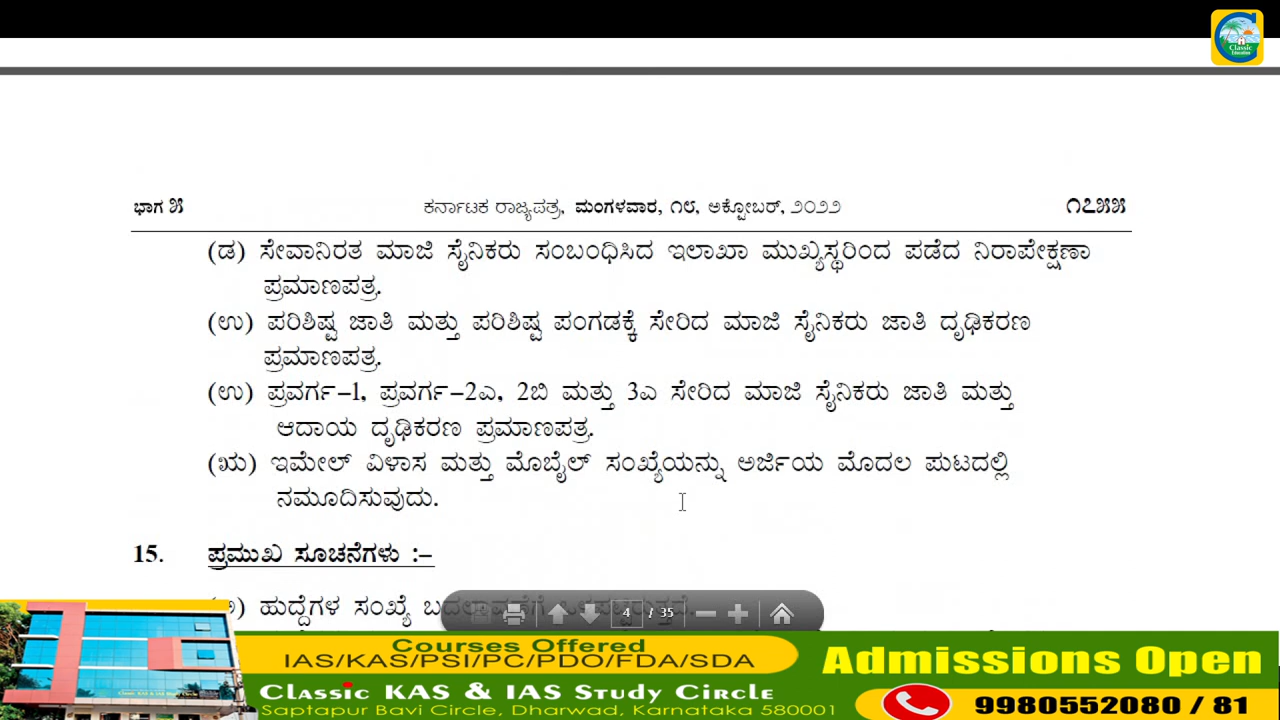 Classic
Education
ಭಾಗ ೫ ಕರ್ನಾಟಕ ರಾಜ್ಯಪತ್ರ, ಮಂಗಳವಾರ, ೧೮, ಅಕ್ಟೋಬರ್, ೨೦೨೨ ೧೭೫೫
(ಡ) ಸೇವಾನಿರತ ಮಾಜಿ ಸೈನಿಕರು ಸಂಬಂಧಿಸಿದ ಇಲಾಖಾ ಮುಖ್ಯಸ್ಥರಿಂದ ಪಡೆದ ನಿರಾಪೇಕ್ಷಣಾ
ಪ್ರಮಾಣಪತ್ರ.
(ಉ) ಪರಿಶಿಷ್ಟ ಜಾತಿ ಮತ್ತು ಪರಿಶಿಷ್ಟ ಪಂಗಡಕ್ಕೆ ಸೇರಿದ ಮಾಜಿ ಸೈನಿಕರು ಜಾತಿ ದೃಢಿಕರಣ
ಪ್ರಮಾಣಪತ್ರ.
(ಉ) ಪ್ರವರ್ಗ-1, ಪ್ರವರ್ಗ-2ಎ, 2ಬಿ ಮತ್ತು 3ಎ ಸೇರಿದ ಮಾಜಿ ಸೈನಿಕರು ಜಾತಿ ಮತ್ತು
ಆದಾಯ ದೃಢಿಕರಣ ಪ್ರಮಾಣಪತ್ರ.
(ಋ) ಇಮೇಲ್ ವಿಳಾಸ ಮತ್ತು ಮೊಬೈಲ್ ಸಂಖ್ಯೆಯನ್ನು ಅರ್ಜಿಯ ಮೊದಲ ಪುಟದಲ್ಲಿ
ನಮೂದಿಸುವುದು.
15. ಪ್ರಮುಖ ಸೂಚನೆಗಳು :-
ಹುದ್ದೆಗಳ ಸಂಖ್ಯೆ
4 / 35
Courses Offered
IAS/KAS/PSI/PC/PDO/FDA/SDA
Classic KAS & IAS Study Circle
Saptapur Bavi Circle, Dharwad, Karnataka 580001
Admissions Open
9980552080 / 81